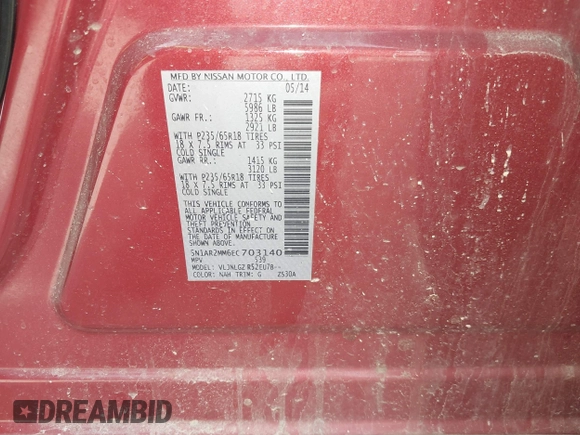 MFD BY NISSAN MOTOR CO., LTD.
DATE: 05/14
GVWR: 2715 KG
5986 LB
GAWR FR.: 1325 KG
2921 LB
WITH P235/65R18 TIRES
18 X 7.5 RIMS AT 33 PSI
COLD SINGLE
GAWR RR.: 1415 KG
3120 LB
WITH P235/65R18 TIRES
18 X 7.5 RIMS AT 33 PSI
COLD SINGLE
THIS VEHICLE CONFORMS TO
ALL APPLICABLE FEDERAL
MOTOR VEHICLE SAFETY AND
THEFT PREVENTION
STANDARDS IN EFFECT ON
THE DATE OF MANUFACTURE
SHOWN ABOVE.
5N1AR2MM6EC703140
MPV S39
MODEL: VLJNLGZ R52EU7B--
COLOR: NAH TRIM: G ZS30A
DREAMBID